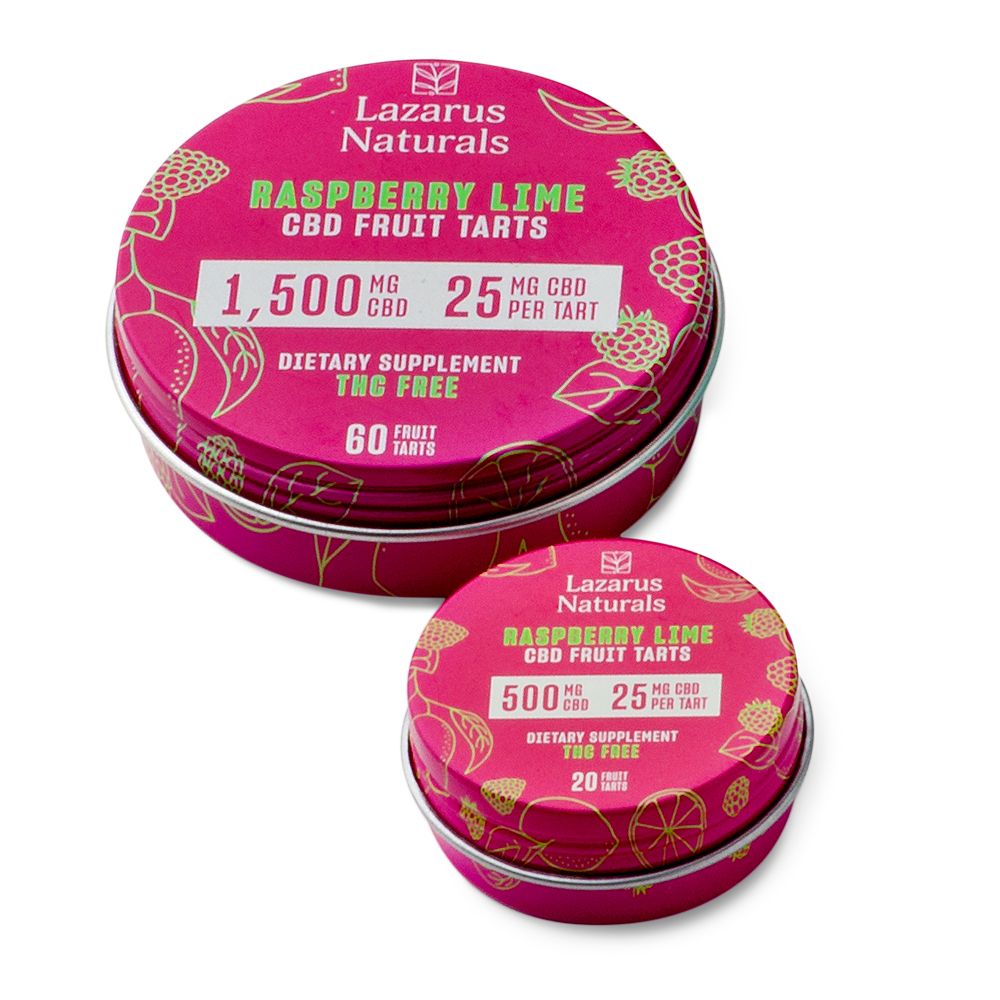 Lazarus
Naturals
RASPBERRY LIME
CBD FRUIT TARTS
1,500 MG CBD 25 MG CBD PER TART
DIETARY SUPPLEMENT
THC FREE
60 FRUIT TARTS
Lazarus
Naturals
RASPBERRY LIME
CBD FRUIT TARTS
500 MG CBD 25 MG CBD PER TART
DIETARY SUPPLEMENT
THC FREE
20 FRUIT TARTS